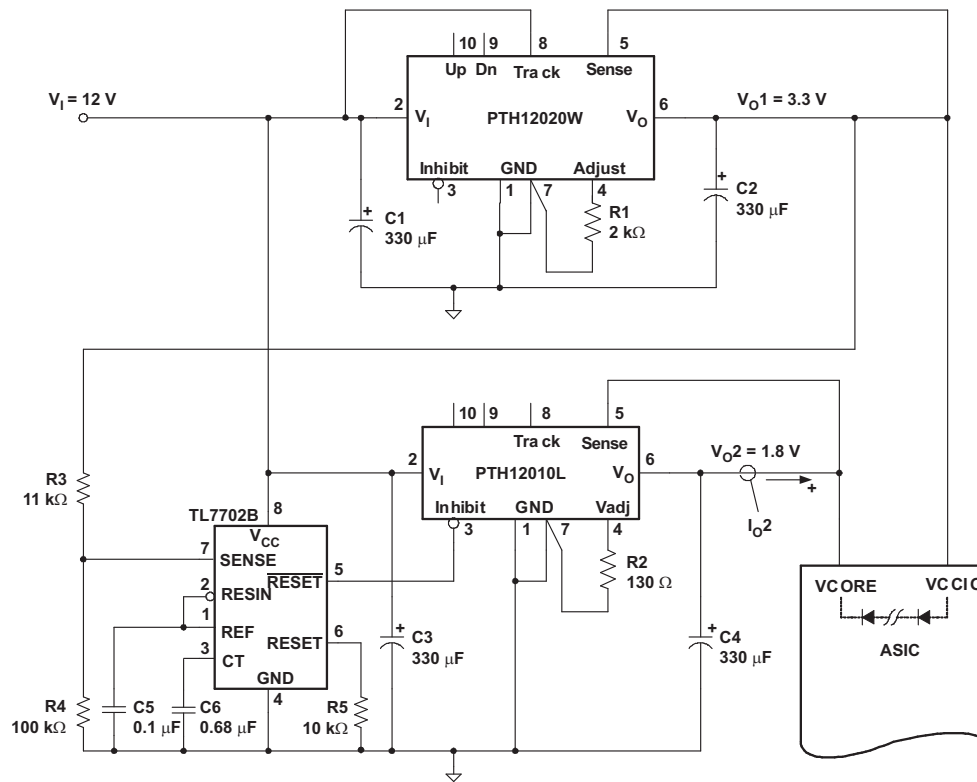 10 9 8 5
Up Dn Track Sense
V_I = 12 V
2 V_I PTH12020W V_O 6 V_O1 = 3.3 V
Inhibit GND Adjust
3 1 7 4
C1
330 μF
R1
2 kΩ
C2
330 μF
10 9 8 5
Track Sense
2 V_I PTH12010L V_O 6 V_O2 = 1.8 V
Inhibit GND Vadj
3 1 7 4
I_O2
R3
11 kΩ
TL7702B
8
V_CC
7 SENSE
RESET 5
2 RESIN
1 REF
RESET 6
3 CT
GND
4
R2
130 Ω
C3
330 μF
C4
330 μF
R4
100 kΩ
C5
0.1 μF
C6
0.68 μF
R5
10 kΩ
VCORE VCCIO
ASIC